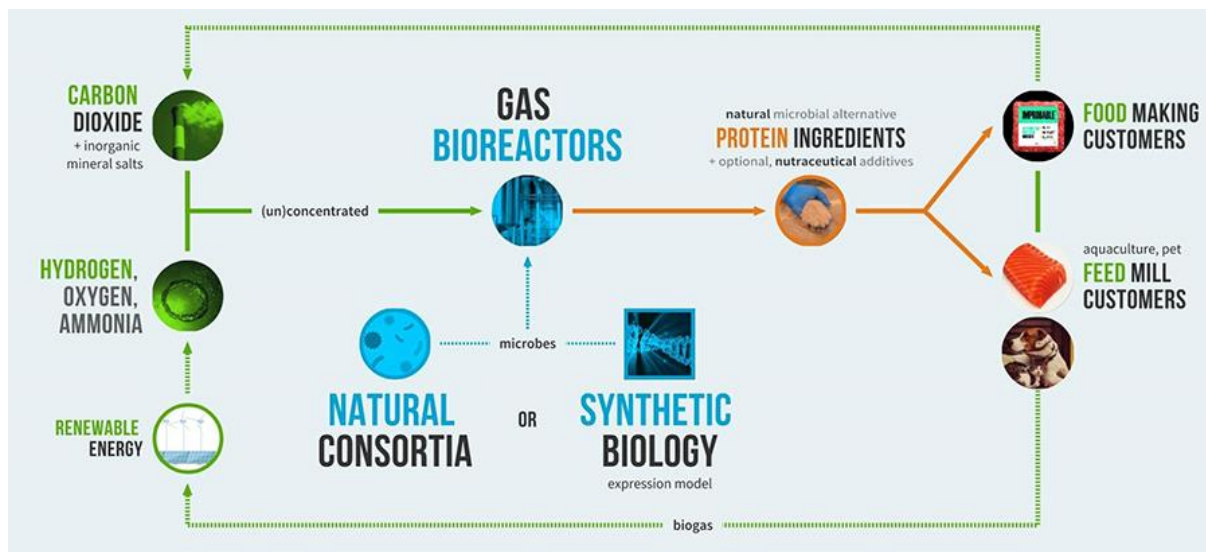 CARBON
DIOXIDE
+ inorganic
mineral salts
GAS
BIOREACTORS
natural microbial alternative
PROTEIN INGREDIENTS
+ optional, nutraceutical additives
IMPROBABLE
FOOD MAKING
CUSTOMERS
(un)concentrated
HYDROGEN,
OXYGEN,
AMMONIA
aquaculture, pet
FEED MILL
CUSTOMERS
microbes
RENEWABLE
ENERGY
NATURAL
CONSORTIA
OR
SYNTHETIC
BIOLOGY
expression model
biogas